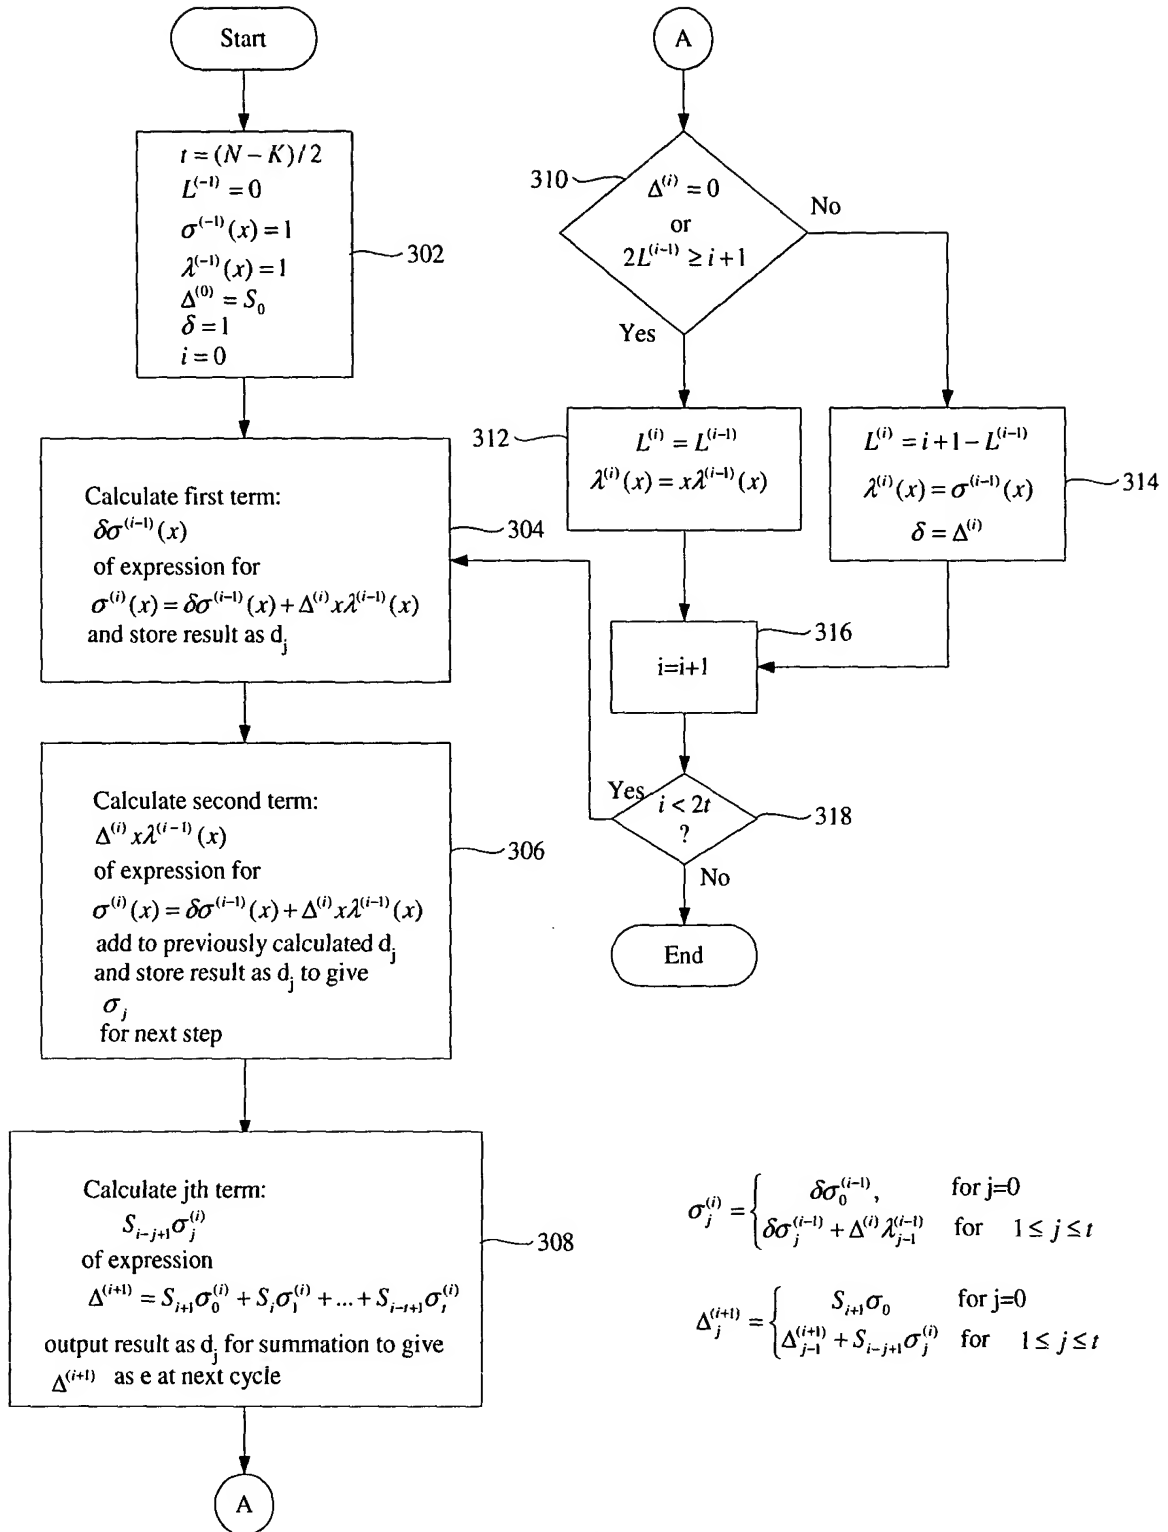 Start
t = (N − K)/2
L^(−1) = 0
σ^(−1)(x) = 1
λ^(−1)(x) = 1
Δ^(0) = S_0
δ = 1
i = 0
302
Calculate first term:
δσ^(i−1)(x)
of expression for
σ^(i)(x) = δσ^(i−1)(x) + Δ^(i)xλ^(i−1)(x)
and store result as d_j
304
Calculate second term:
Δ^(i)xλ^(i−1)(x)
of expression for
σ^(i)(x) = δσ^(i−1)(x) + Δ^(i)xλ^(i−1)(x)
add to previously calculated d_j
and store result as d_j to give
σ_j
for next step
306
Calculate jth term:
S_{i−j+1}σ_j^(i)
of expression
Δ^(i+1) = S_{i+1}σ_0^(i) + S_iσ_1^(i) + ... + S_{i−t+1}σ_t^(i)
output result as d_j for summation to give
Δ^(i+1) as e at next cycle
308
A
A
310
Δ^(i) = 0
or
2L^(i−1) ≥ i + 1
No
Yes
312
L^(i) = L^(i−1)
λ^(i)(x) = xλ^(i−1)(x)
L^(i) = i + 1 − L^(i−1)
λ^(i)(x) = σ^(i−1)(x)
δ = Δ^(i)
314
316
i=i+1
Yes
i < 2t
?
318
No
End
σ_j^(i) = { δσ_0^(i−1), for j=0
δσ_j^(i−1) + Δ^(i)λ_{j−1}^(i−1) for 1 ≤ j ≤ t
Δ_j^(i+1) = { S_{i+1}σ_0 for j=0
Δ_{j−1}^(i+1) + S_{i−j+1}σ_j^(i) for 1 ≤ j ≤ t